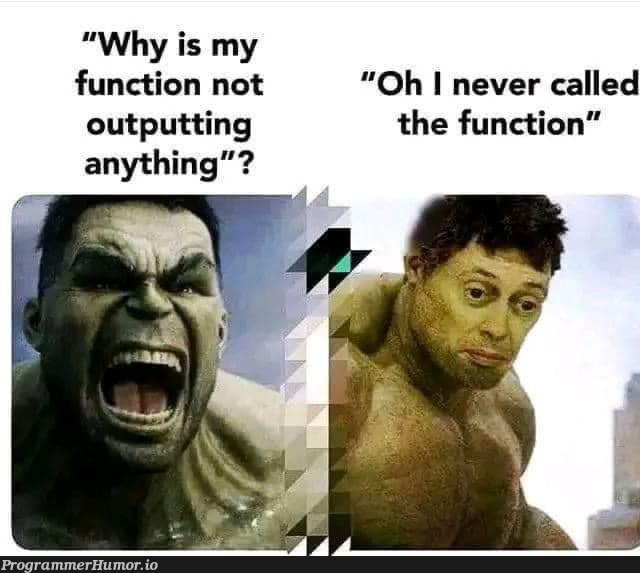 "Why is my
function not
outputting
anything"?
"Oh I never called
the function"
ProgrammerHumor.io